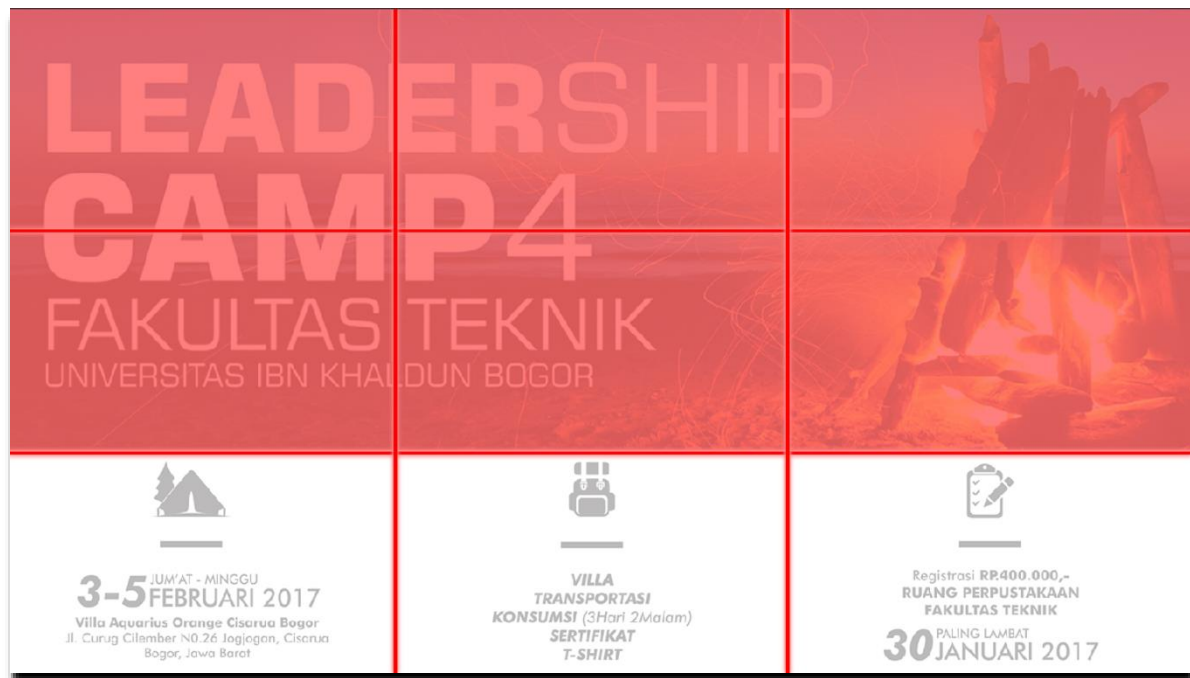 LEADERSHIP
CAMP4
FAKULTAS TEKNIK
UNIVERSITAS IBN KHALDUN BOGOR
3-5 JUM'AT - MINGGU
FEBRUARI 2017
Villa Aquarius Orange Cisarua Bogor
Jl. Curug Cilember N0.26 Jogjogan, Cisarua
Bogor, Jawa Barat
VILLA
TRANSPORTASI
KONSUMSI (3Hari 2Malam)
SERTIFIKAT
T-SHIRT
Registrasi RP.400.000,-
RUANG PERPUSTAKAAN
FAKULTAS TEKNIK
30 PALING LAMBAT
JANUARI 2017